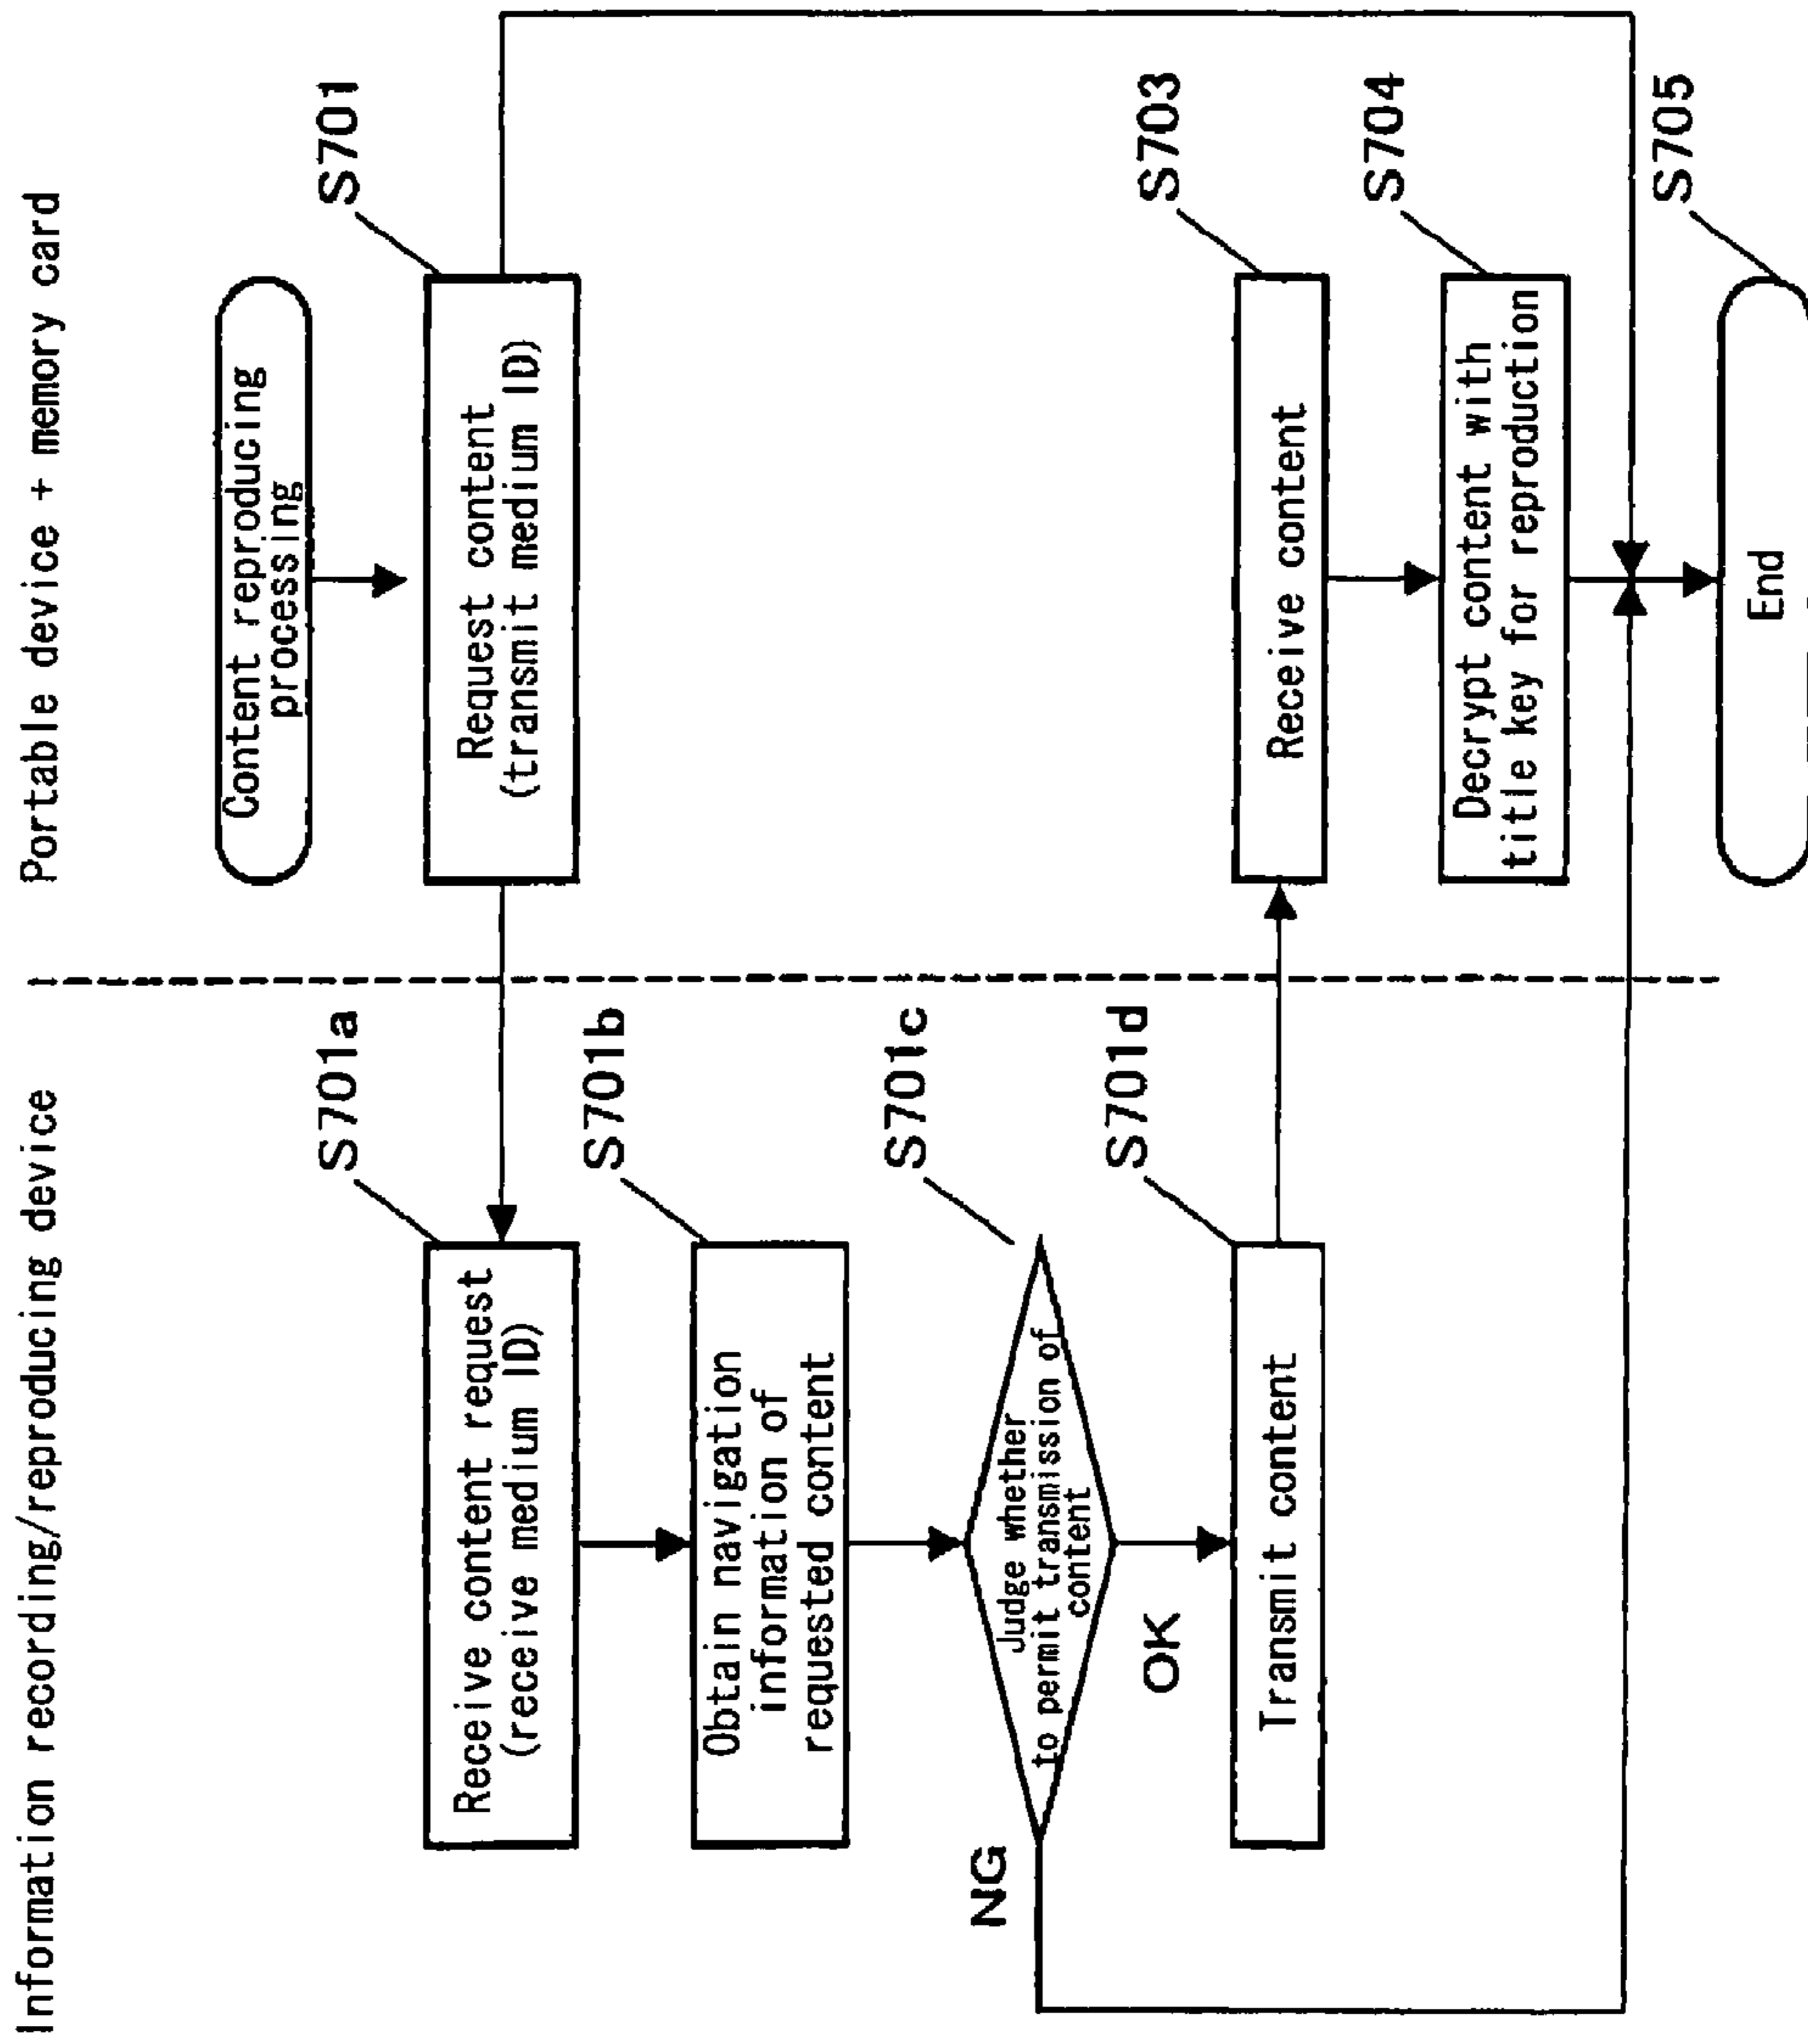 Information recording/reproducing device
Portable device + memory card
Content reproducing
processing
S701
Request content
(transmit medium ID)
S701a
Receive content request
(receive medium ID)
S701b
Obtain navigation
information of
requested content
S701c
Judge whether
to permit transmission of
content
NG
OK
S701d
Transmit content
S703
Receive content
S704
Decrypt content with
title key for reproduction
S705
End